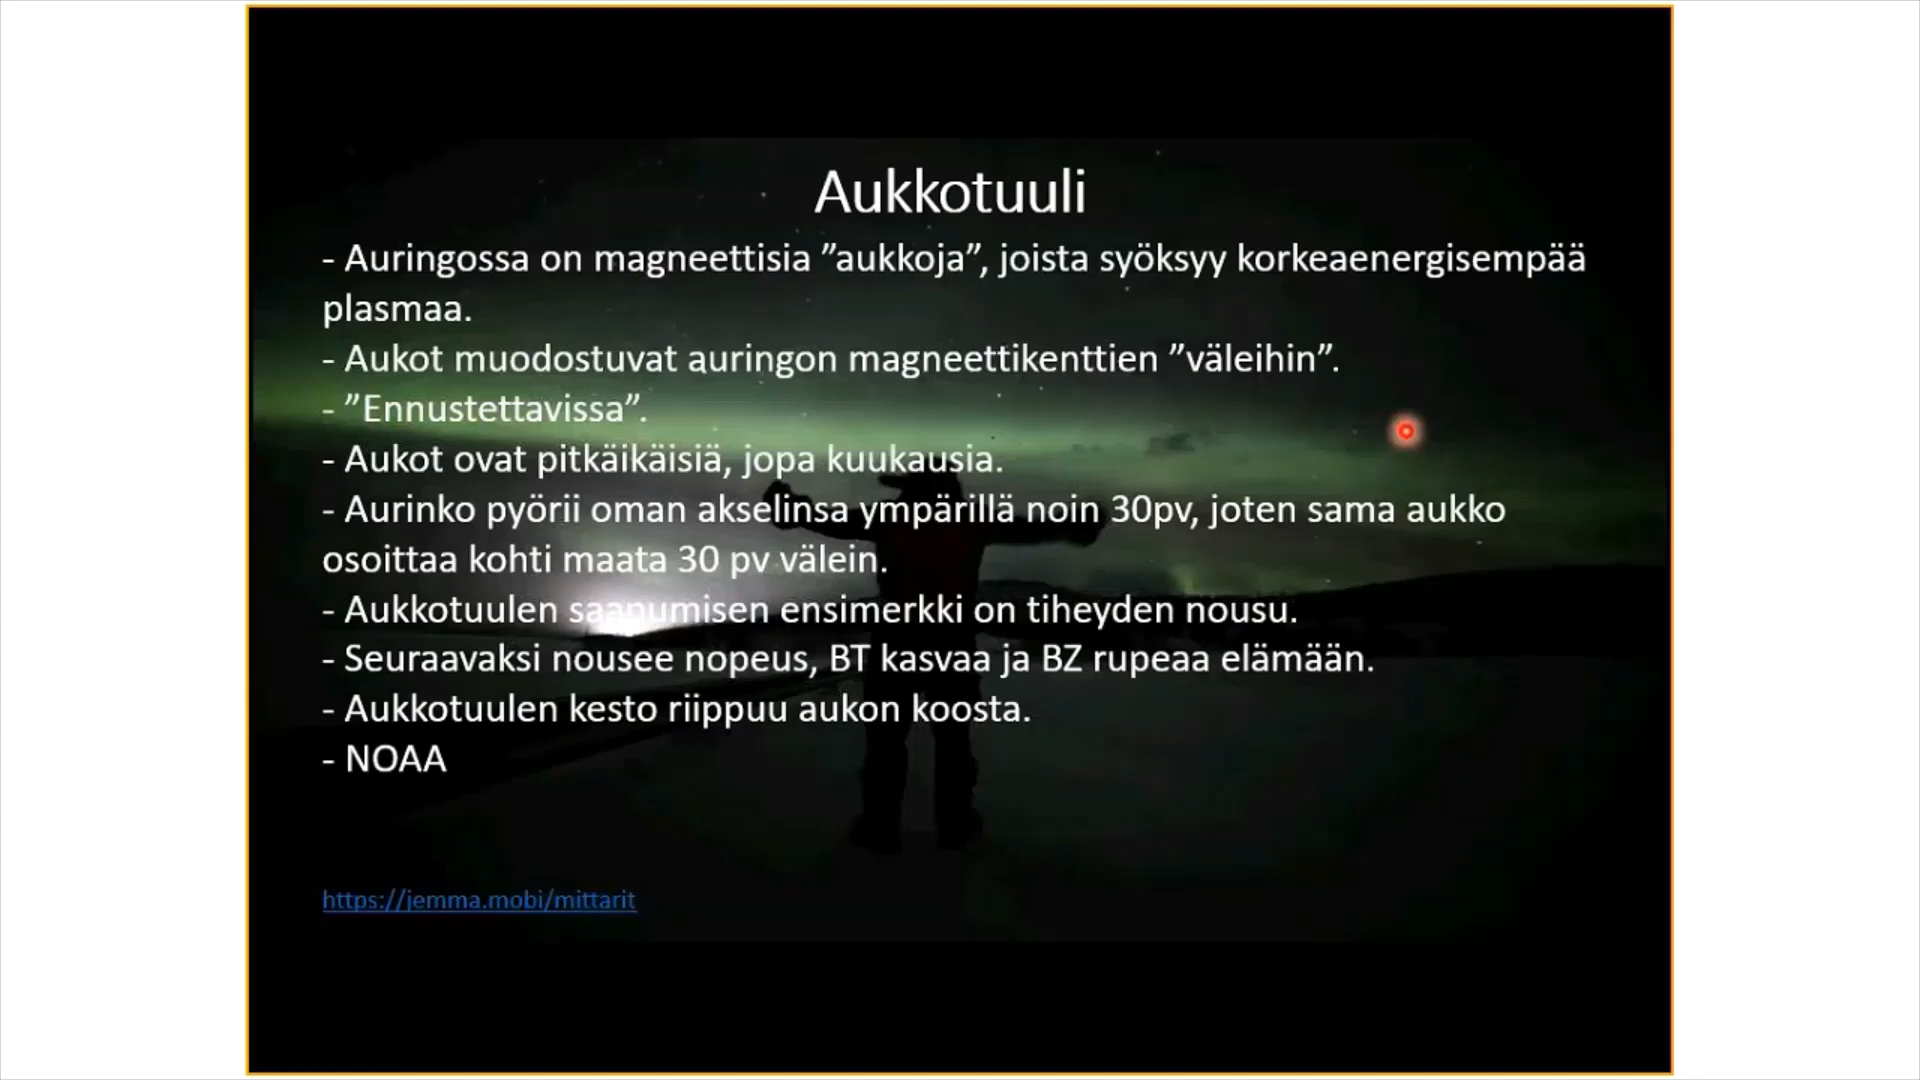 Aukkotuuli
- Auringossa on magneettisia ”aukkoja”, joista syöksyy korkeaenergisempää
plasmaa.
- Aukot muodostuvat auringon magneettikenttien ”väleihin”.
- ”Ennustettavissa”.
- Aukot ovat pitkäikäisiä, jopa kuukausia.
- Aurinko pyörii oman akselinsa ympärillä noin 30pv, joten sama aukko
osoittaa kohti maata 30 pv välein.
- Aukkotuulen saapumisen ensimerkki on tiheyden nousu.
- Seuraavaksi nousee nopeus, BT kasvaa ja BZ rupeaa elämään.
- Aukkotuulen kesto riippuu aukon koosta.
- NOAA
https://jemma.mobi/mittarit